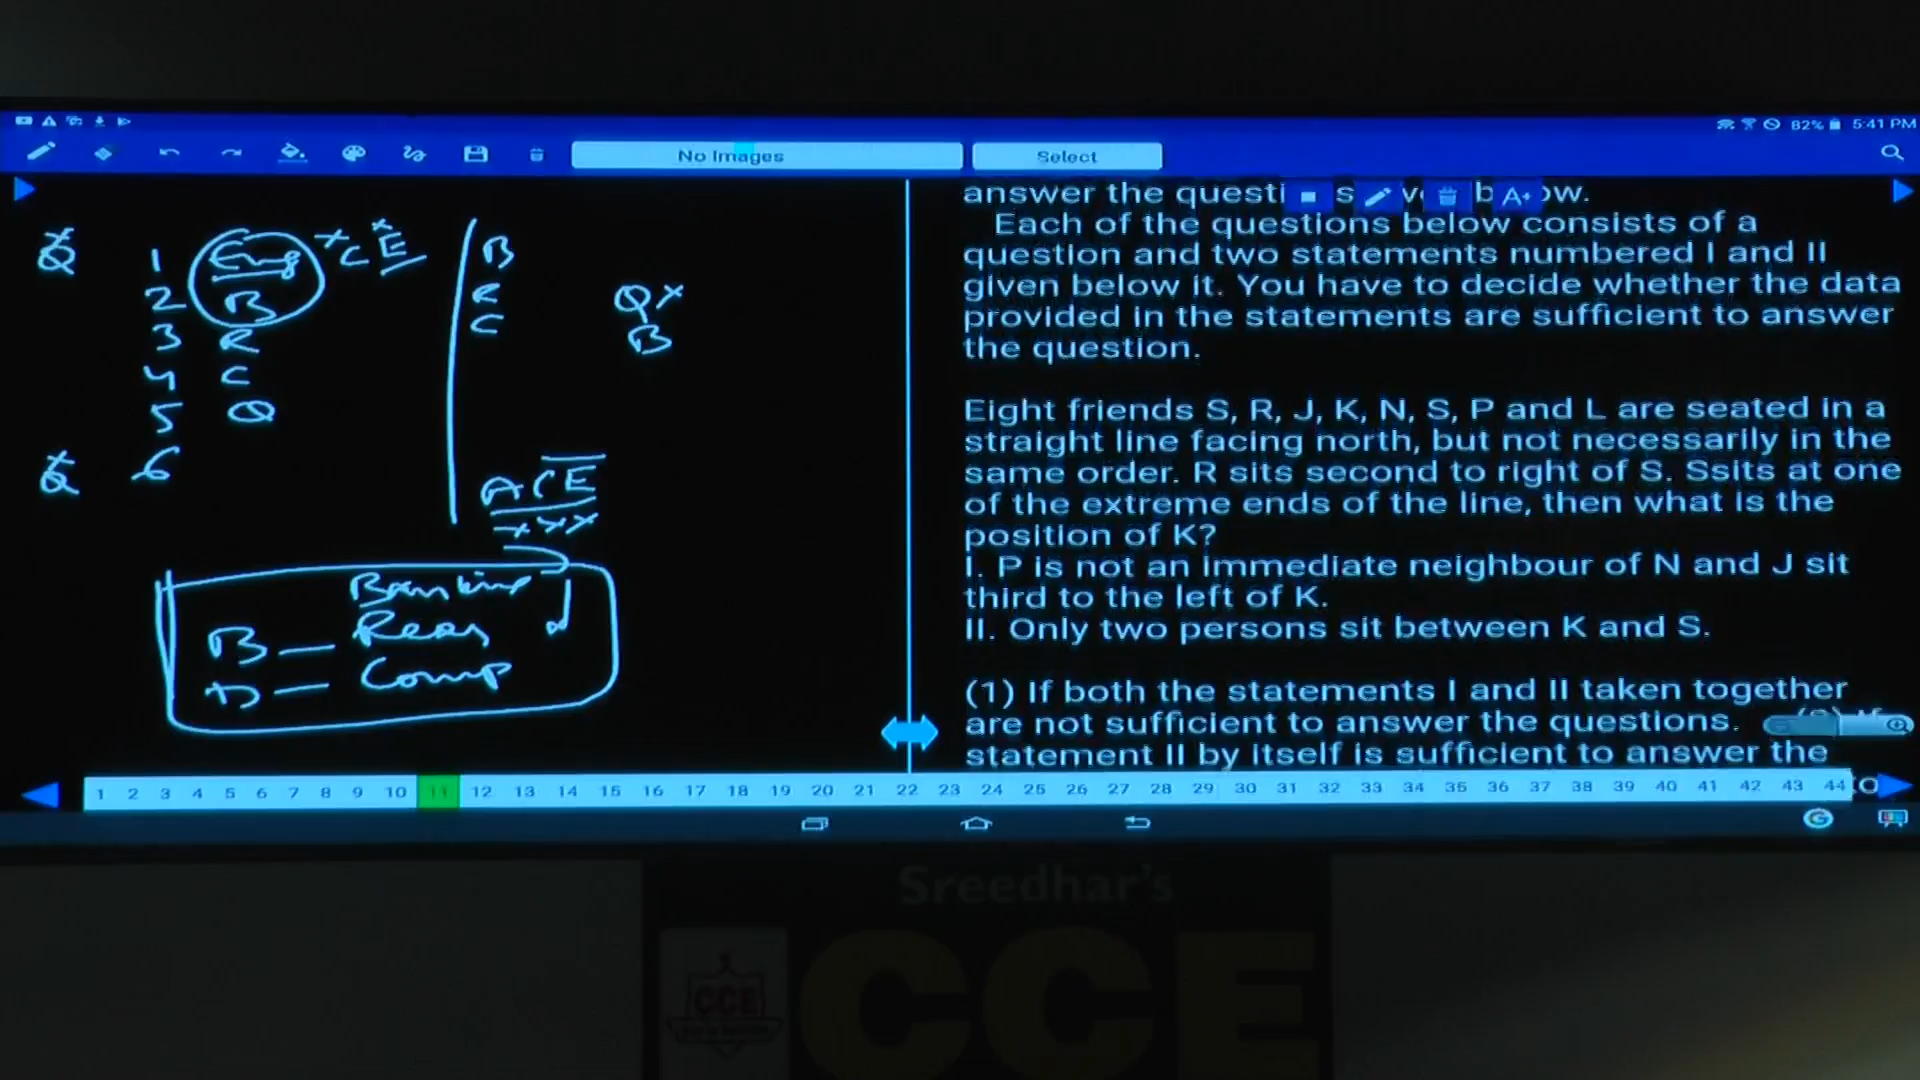 82% 5:41 PM
No Images Select
answer the questi
Each of the questions below consists of a
question and two statements numbered I and II
given below it. You have to decide whether the data
provided in the statements are sufficient to answer
the question.
Eight friends S, R, J, K, N, S, P and L are seated in a
straight line facing north, but not necessarily in the
same order. R sits second to right of S. Ssits at one
of the extreme ends of the line, then what is the
position of K?
I. P is not an immediate neighbour of N and J sit
third to the left of K.
II. Only two persons sit between K and S.
(1) If both the statements I and II taken together
are not sufficient to answer the questions.
statement II by itself is sufficient to answer the
1 Eng × C E
2 B
3 R
4 C
5 Q
6
B
R
C
Q ×
B
ACE
× × ×
Banking
B — Reas
D — Comp
1 2 3 4 5 6 7 8 9 10 11 12 13 14 15 16 17 18 19 20 21 22 23 24 25 26 27 28 29 30 31 32 33 34 35 36 37 38 39 40 41 42 43 44
Sreedhar's
CCE
CCE